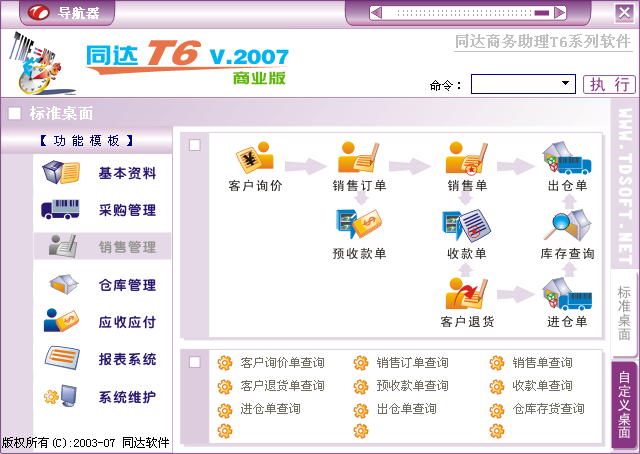 导航器
同达 T6 V.2007
商业版
同达商务助理T6系列软件
命令：
执 行
标准桌面
【 功 能 模 板 】
基本资料
采购管理
销售管理
仓库管理
应收应付
报表系统
系统维护
版权所有(C):2003-07 同达软件
客户询价
销售订单
销售单
出仓单
预收款单
收款单
库存查询
客户退货
进仓单
客户询价单查询
销售订单查询
销售单查询
客户退货单查询
预收款单查询
收款单查询
进仓单查询
出仓单查询
仓库存货查询
WWW.TDSOFT.NET
标准桌面
自定义桌面
TIME IS